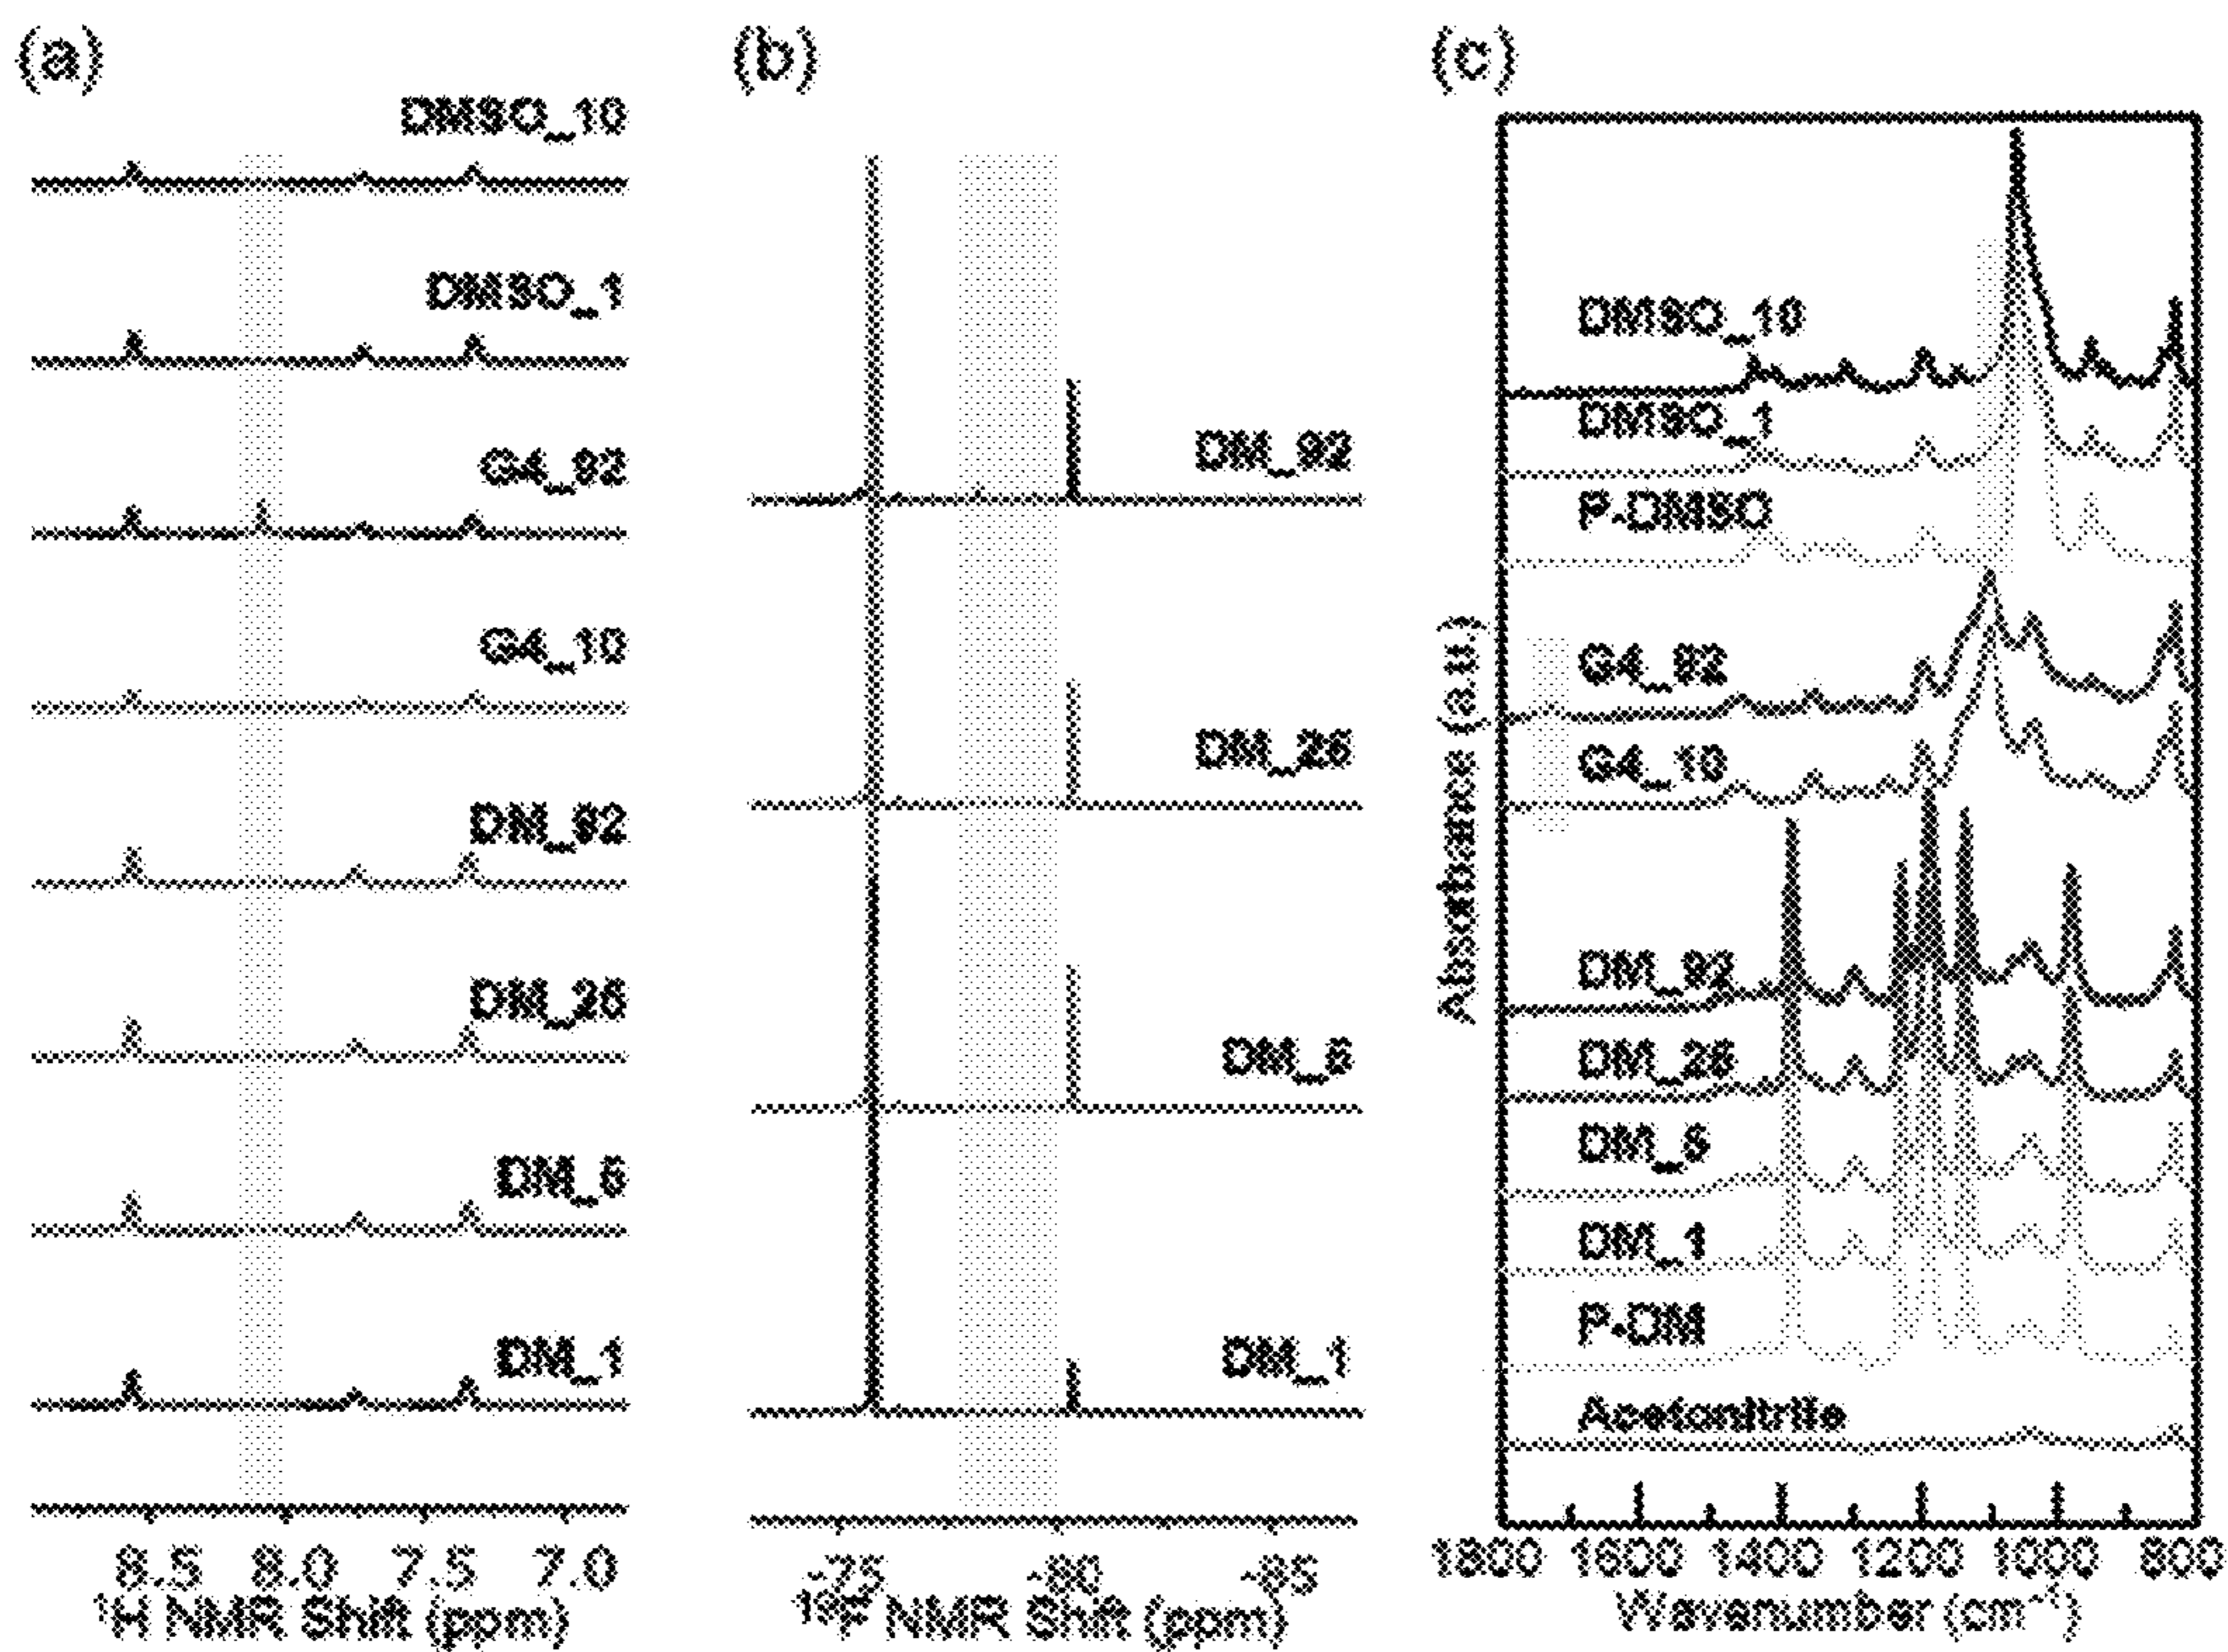 (a)
DMSO_10
DMSO_1
G4_92
G4_10
DM_92
DM_26
DM_6
DM_1
8.5 8.0 7.5 7.0
¹H NMR Shift (ppm)
(b)
DM_92
DM_26
DM_6
DM_1
-75 -80 -85
¹⁹F NMR Shift (ppm)
(c)
Absorbance (a.u.)
DMSO_10
DMSO_1
P-DMSO
G4_92
G4_10
DM_92
DM_26
DM_6
DM_1
P-DM
Acetonitrile
1800 1600 1400 1200 1000 800
Wavenumber (cm⁻¹)